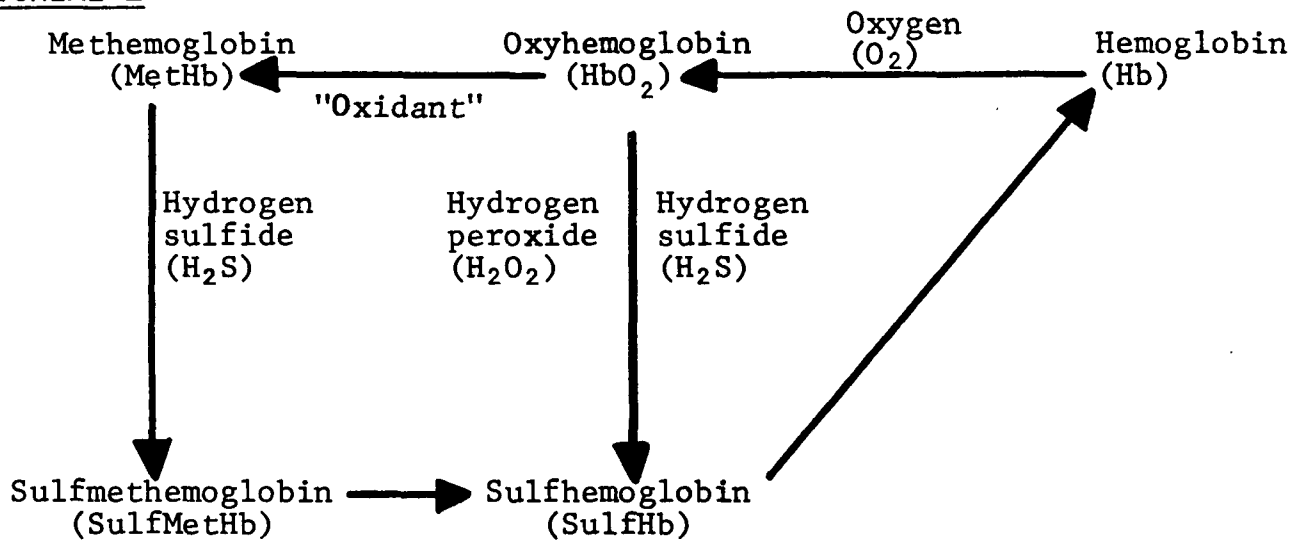 Methemoglobin
(MetHb)
Oxyhemoglobin
(HbO₂)
Oxygen
(O₂)
Hemoglobin
(Hb)
"Oxidant"
Hydrogen
sulfide
(H₂S)
Hydrogen
peroxide
(H₂O₂)
Hydrogen
sulfide
(H₂S)
Sulfmethemoglobin
(SulfMetHb)
Sulfhemoglobin
(SulfHb)